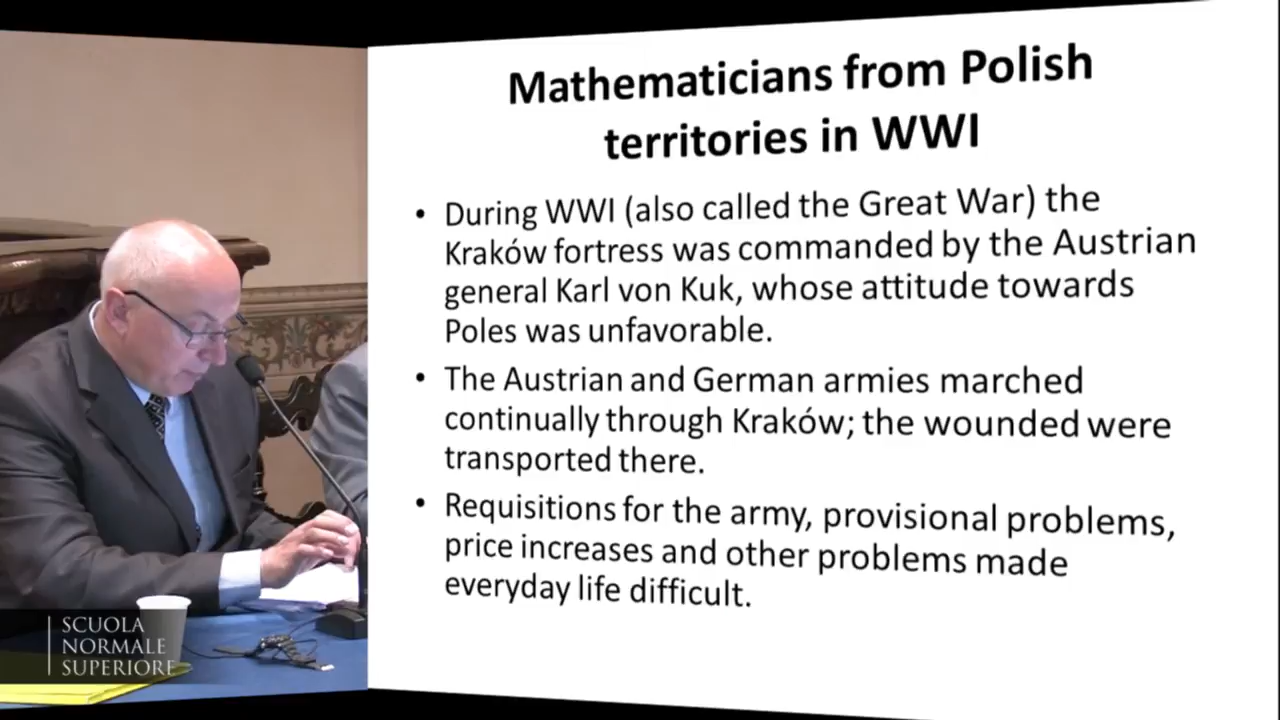 Mathematicians from Polish
territories in WWI
• During WWI (also called the Great War) the
Kraków fortress was commanded by the Austrian
general Karl von Kuk, whose attitude towards
Poles was unfavorable.
• The Austrian and German armies marched
continually through Kraków; the wounded were
transported there.
• Requisitions for the army, provisional problems,
price increases and other problems made
everyday life difficult.
SCUOLA
NORMALE
SUPERIORE